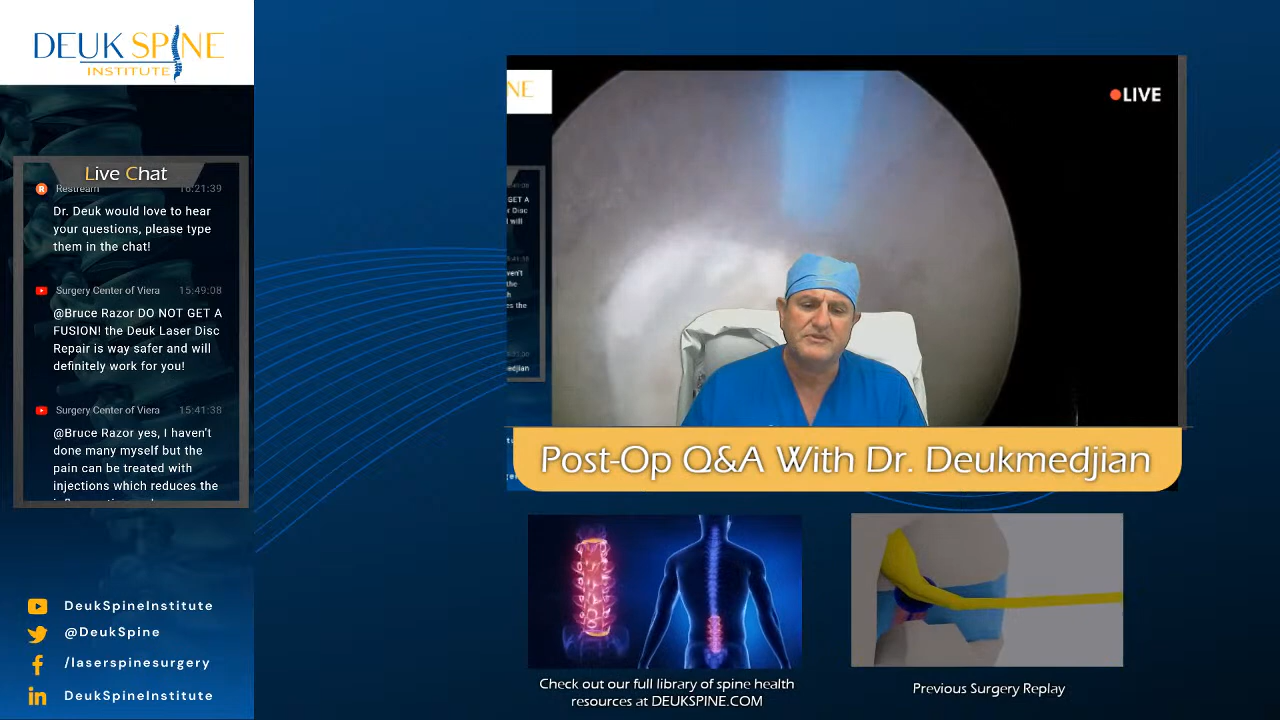 DEUK SPINE
INSTITUTE
Live Chat
Restream 16:21:39
Dr. Deuk would love to hear
your questions, please type
them in the chat!
Surgery Center of Viera 15:49:08
@Bruce Razor DO NOT GET A
FUSION! the Deuk Laser Disc
Repair is way safer and will
definitely work for you!
Surgery Center of Viera 15:41:38
@Bruce Razor yes, I haven't
done many myself but the
pain can be treated with
injections which reduces the
DeukSpineInstitute
@DeukSpine
/laserspinesurgery
DeukSpineInstitute
NE
LIVE
GET A
Disc
will
Post-Op Q&A With Dr. Deukmedjian
Check out our full library of spine health
resources at DEUKSPINE.COM
Previous Surgery Replay